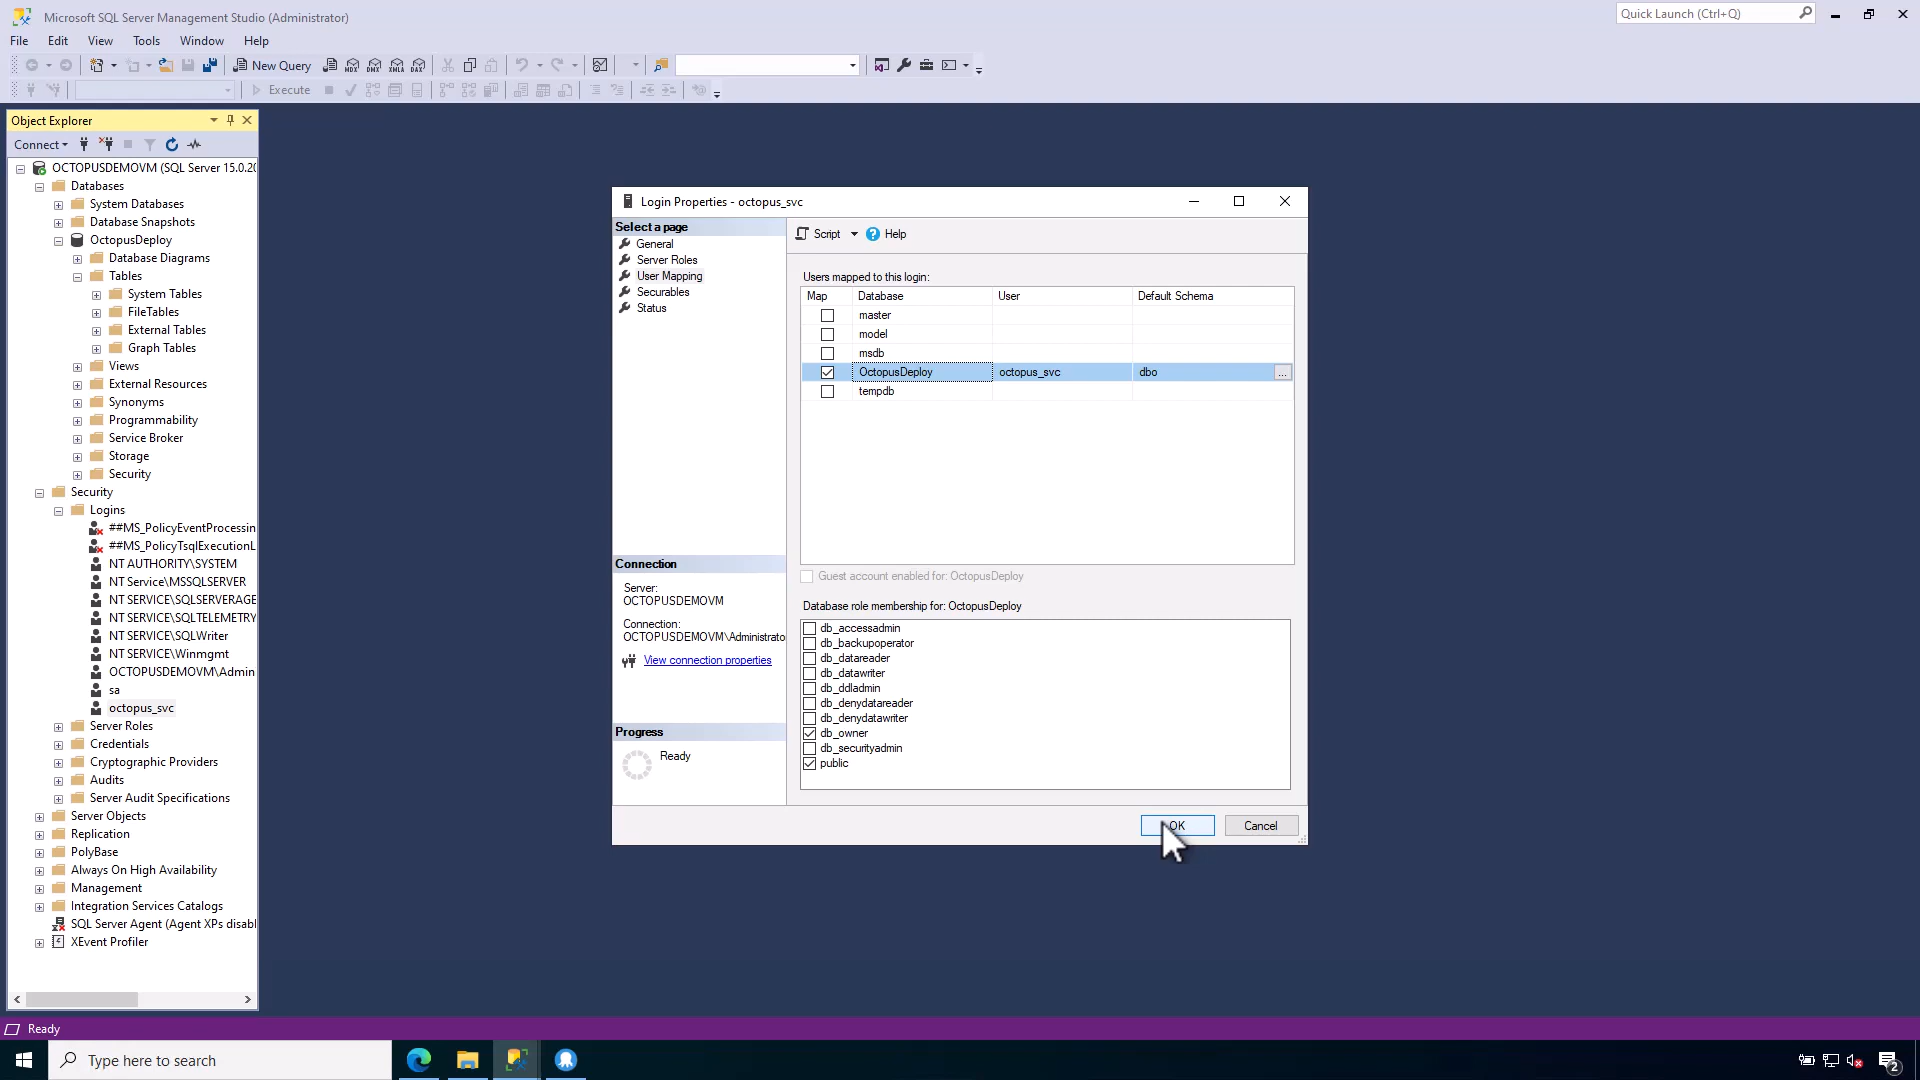 Microsoft SQL Server Management Studio (Administrator)
Quick Launch (Ctrl+Q)
File Edit View Tools Window Help
New Query
MDX DMX XMLA DAX
Execute
Object Explorer
Connect
OCTOPUSDEMOVM (SQL Server 15.0.20
Databases
System Databases
Database Snapshots
OctopusDeploy
Database Diagrams
Tables
System Tables
FileTables
External Tables
Graph Tables
Views
External Resources
Synonyms
Programmability
Service Broker
Storage
Security
Security
Logins
##MS_PolicyEventProcessin
##MS_PolicyTsqlExecutionL
NT AUTHORITY\SYSTEM
NT Service\MSSQLSERVER
NT SERVICE\SQLSERVERAGE
NT SERVICE\SQLTELEMETRY
NT SERVICE\SQLWriter
NT SERVICE\Winmgmt
OCTOPUSDEMOVM\Admin
sa
octopus_svc
Server Roles
Credentials
Cryptographic Providers
Audits
Server Audit Specifications
Server Objects
Replication
PolyBase
Always On High Availability
Management
Integration Services Catalogs
SQL Server Agent (Agent XPs disabl
XEvent Profiler
Login Properties - octopus_svc
Select a page
General
Server Roles
User Mapping
Securables
Status
Connection
Server:
OCTOPUSDEMOVM
Connection:
OCTOPUSDEMOVM\Administrato
View connection properties
Progress
Ready
Script Help
Users mapped to this login:
Map Database User Default Schema
master
model
msdb
OctopusDeploy octopus_svc dbo ...
tempdb
Guest account enabled for: OctopusDeploy
Database role membership for: OctopusDeploy
db_accessadmin
db_backupoperator
db_datareader
db_datawriter
db_ddladmin
db_denydatareader
db_denydatawriter
db_owner
db_securityadmin
public
OK Cancel
Ready
Type here to search
2